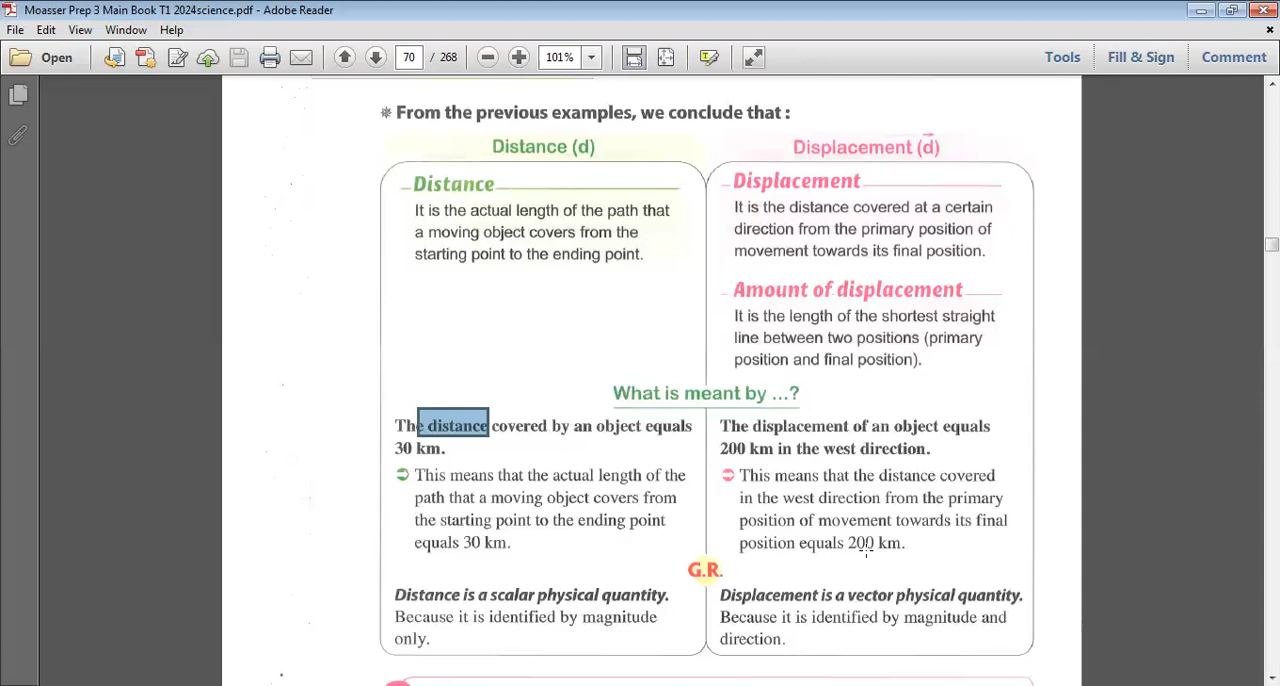 Moasser Prep 3 Main Book T1 2024science.pdf - Adobe Reader
File Edit View Window Help
Open 70 / 268 101% Tools Fill & Sign Comment
From the previous examples, we conclude that :
Distance (d)
Displacement (d⃗)
Distance
It is the actual length of the path that
a moving object covers from the
starting point to the ending point.
Displacement
It is the distance covered at a certain
direction from the primary position of
movement towards its final position.
Amount of displacement
It is the length of the shortest straight
line between two positions (primary
position and final position).
What is meant by ...?
The distance covered by an object equals
30 km.
This means that the actual length of the
path that a moving object covers from
the starting point to the ending point
equals 30 km.
The displacement of an object equals
200 km in the west direction.
This means that the distance covered
in the west direction from the primary
position of movement towards its final
position equals 200 km.
G.R.
Distance is a scalar physical quantity.
Because it is identified by magnitude
only.
Displacement is a vector physical quantity.
Because it is identified by magnitude and
direction.